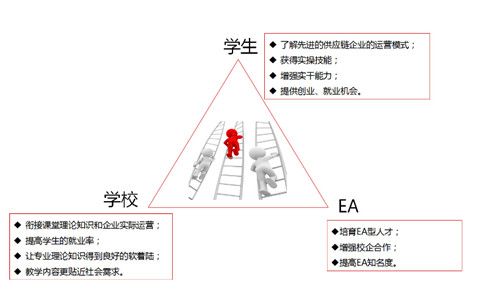 学生
◆ 了解先进的供应链企业的运营模式；
◆ 获得实操技能；
◆ 增强实干能力；
◆ 提供创业、就业机会。
学校
◆ 衔接课堂理论知识和企业实际运营；
◆ 提高学生的就业率；
◆ 让专业理论知识得到良好的软着陆；
◆ 教学内容更贴近社会需求。
EA
◆培育EA型人才；
◆增强校企合作；
◆提高EA知名度。